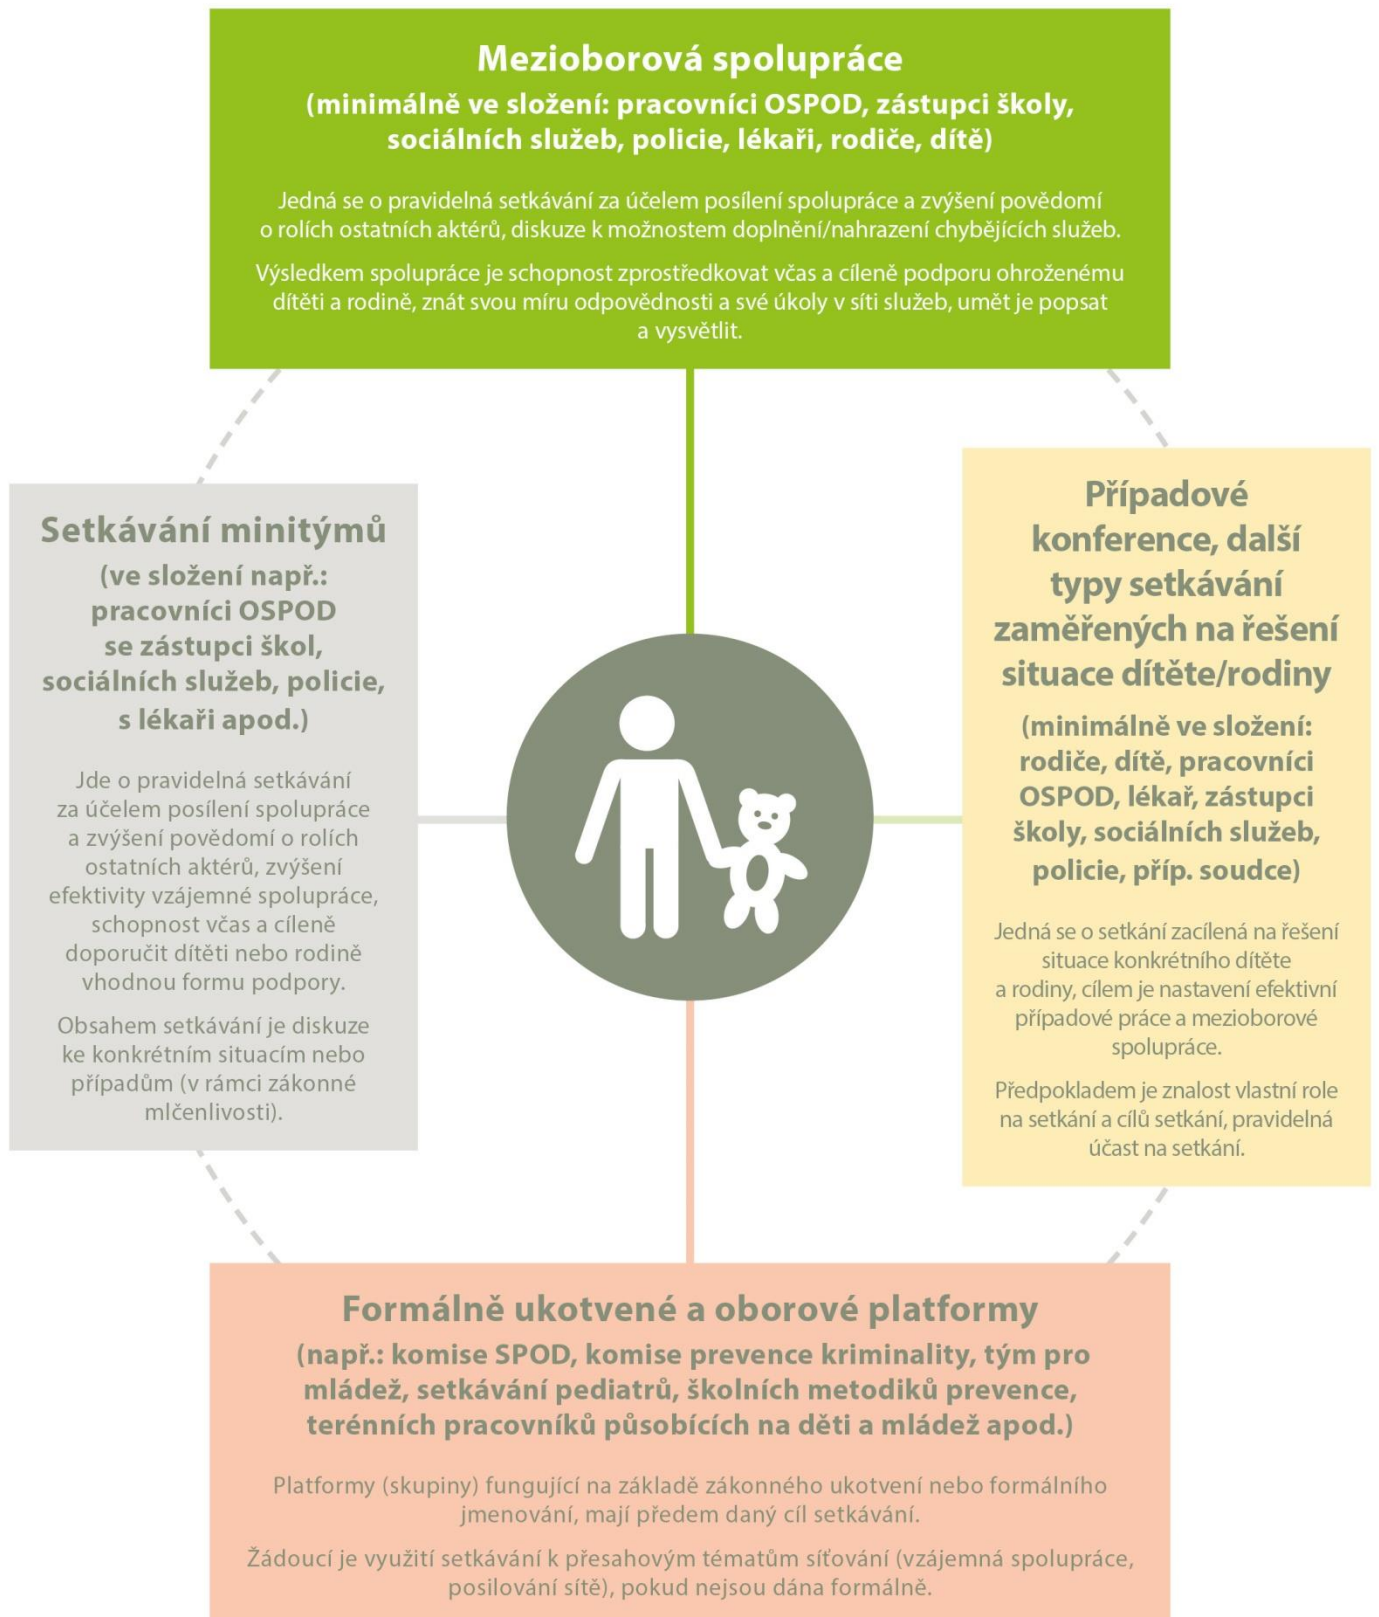 Mezioborová spolupráce
(minimálně ve složení: pracovníci OSPOD, zástupci školy,
sociálních služeb, policie, lékaři, rodiče, dítě)
Jedná se o pravidelná setkávání za účelem posílení spolupráce a zvýšení povědomí
o rolích ostatních aktérů, diskuze k možnostem doplnění/nahrazení chybějících služeb.
Výsledkem spolupráce je schopnost zprostředkovat včas a cíleně podporu ohroženému
dítěti a rodině, znát svou míru odpovědnosti a své úkoly v síti služeb, umět je popsat
a vysvětlit.
Setkávání minitýmů
(ve složení např.:
pracovníci OSPOD
se zástupci škol,
sociálních služeb, policie,
s lékaři apod.)
Jde o pravidelná setkávání
za účelem posílení spolupráce
a zvýšení povědomí o rolích
ostatních aktérů, zvýšení
efektivity vzájemné spolupráce,
schopnost včas a cíleně
doporučit dítěti nebo rodině
vhodnou formu podpory.
Obsahem setkávání je diskuze
ke konkrétním situacím nebo
případům (v rámci zákonné
mlčenlivosti).
Případové
konference, další
typy setkávání
zaměřených na řešení
situace dítěte/rodiny
(minimálně ve složení:
rodiče, dítě, pracovníci
OSPOD, lékař, zástupci
školy, sociálních služeb,
policie, příp. soudce)
Jedná se o setkání zacílená na řešení
situace konkrétního dítěte
a rodiny, cílem je nastavení efektivní
případové práce a mezioborové
spolupráce.
Předpokladem je znalost vlastní role
na setkání a cílů setkání, pravidelná
účast na setkání.
Formálně ukotvené a oborové platformy
(např.: komise SPOD, komise prevence kriminality, tým pro
mládež, setkávání pediatrů, školních metodiků prevence,
terénních pracovníků působících na děti a mládež apod.)
Platformy (skupiny) fungující na základě zákonného ukotvení nebo formálního
jmenování, mají předem daný cíl setkávání.
Žádoucí je využití setkávání k přesahovým tématům síťování (vzájemná spolupráce,
posilování sítě), pokud nejsou dána formálně.